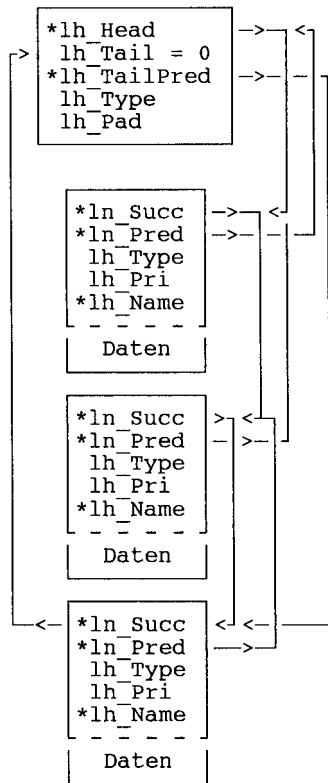 *lh_Head
lh_Tail = 0
*lh_TailPred
lh_Type
lh_Pad
*ln_Succ
*ln_Pred
lh_Type
lh_Pri
*lh_Name
Daten
*ln_Succ
*ln_Pred
lh_Type
lh_Pri
*lh_Name
Daten
*ln_Succ
*ln_Pred
lh_Type
lh_Pri
*lh_Name
Daten